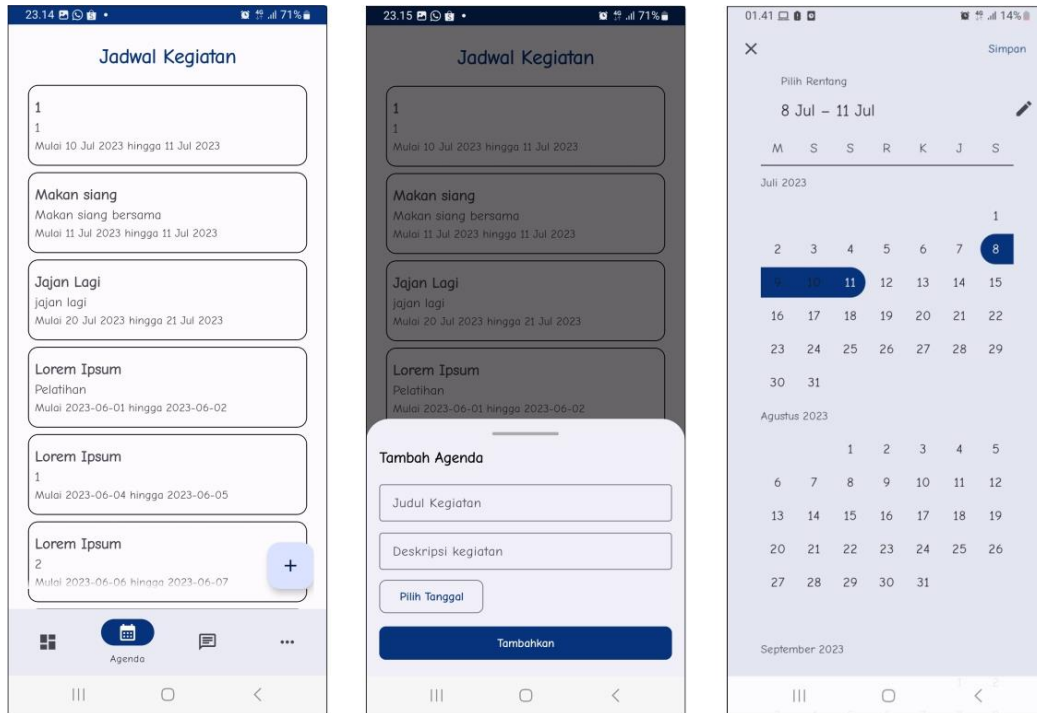 23.14 71%
Jadwal Kegiatan
1
1
Mulai 10 Jul 2023 hingga 11 Jul 2023
Makan siang
Makan siang bersama
Mulai 11 Jul 2023 hingga 11 Jul 2023
Jajan Lagi
jajan lagi
Mulai 20 Jul 2023 hingga 21 Jul 2023
Lorem Ipsum
Pelatihan
Mulai 2023-06-01 hingga 2023-06-02
Lorem Ipsum
1
Mulai 2023-06-04 hingga 2023-06-05
Lorem Ipsum
2
Mulai 2023-06-06 hingga 2023-06-07
+
Agenda
23.15 71%
Jadwal Kegiatan
1
1
Mulai 10 Jul 2023 hingga 11 Jul 2023
Makan siang
Makan siang bersama
Mulai 11 Jul 2023 hingga 11 Jul 2023
Jajan Lagi
jajan lagi
Mulai 20 Jul 2023 hingga 21 Jul 2023
Lorem Ipsum
Pelatihan
Mulai 2023-06-01 hingga 2023-06-02
Tambah Agenda
Judul Kegiatan
Deskripsi kegiatan
Pilih Tanggal
Tambahkan
01.41 14%
Simpan
Pilih Rentang
8 Jul – 11 Jul
M S S R K J S
Juli 2023
1
2 3 4 5 6 7 8
9 10 11 12 13 14 15
16 17 18 19 20 21 22
23 24 25 26 27 28 29
30 31
Agustus 2023
1 2 3 4 5
6 7 8 9 10 11 12
13 14 15 16 17 18 19
20 21 22 23 24 25 26
27 28 29 30 31
September 2023
1 2